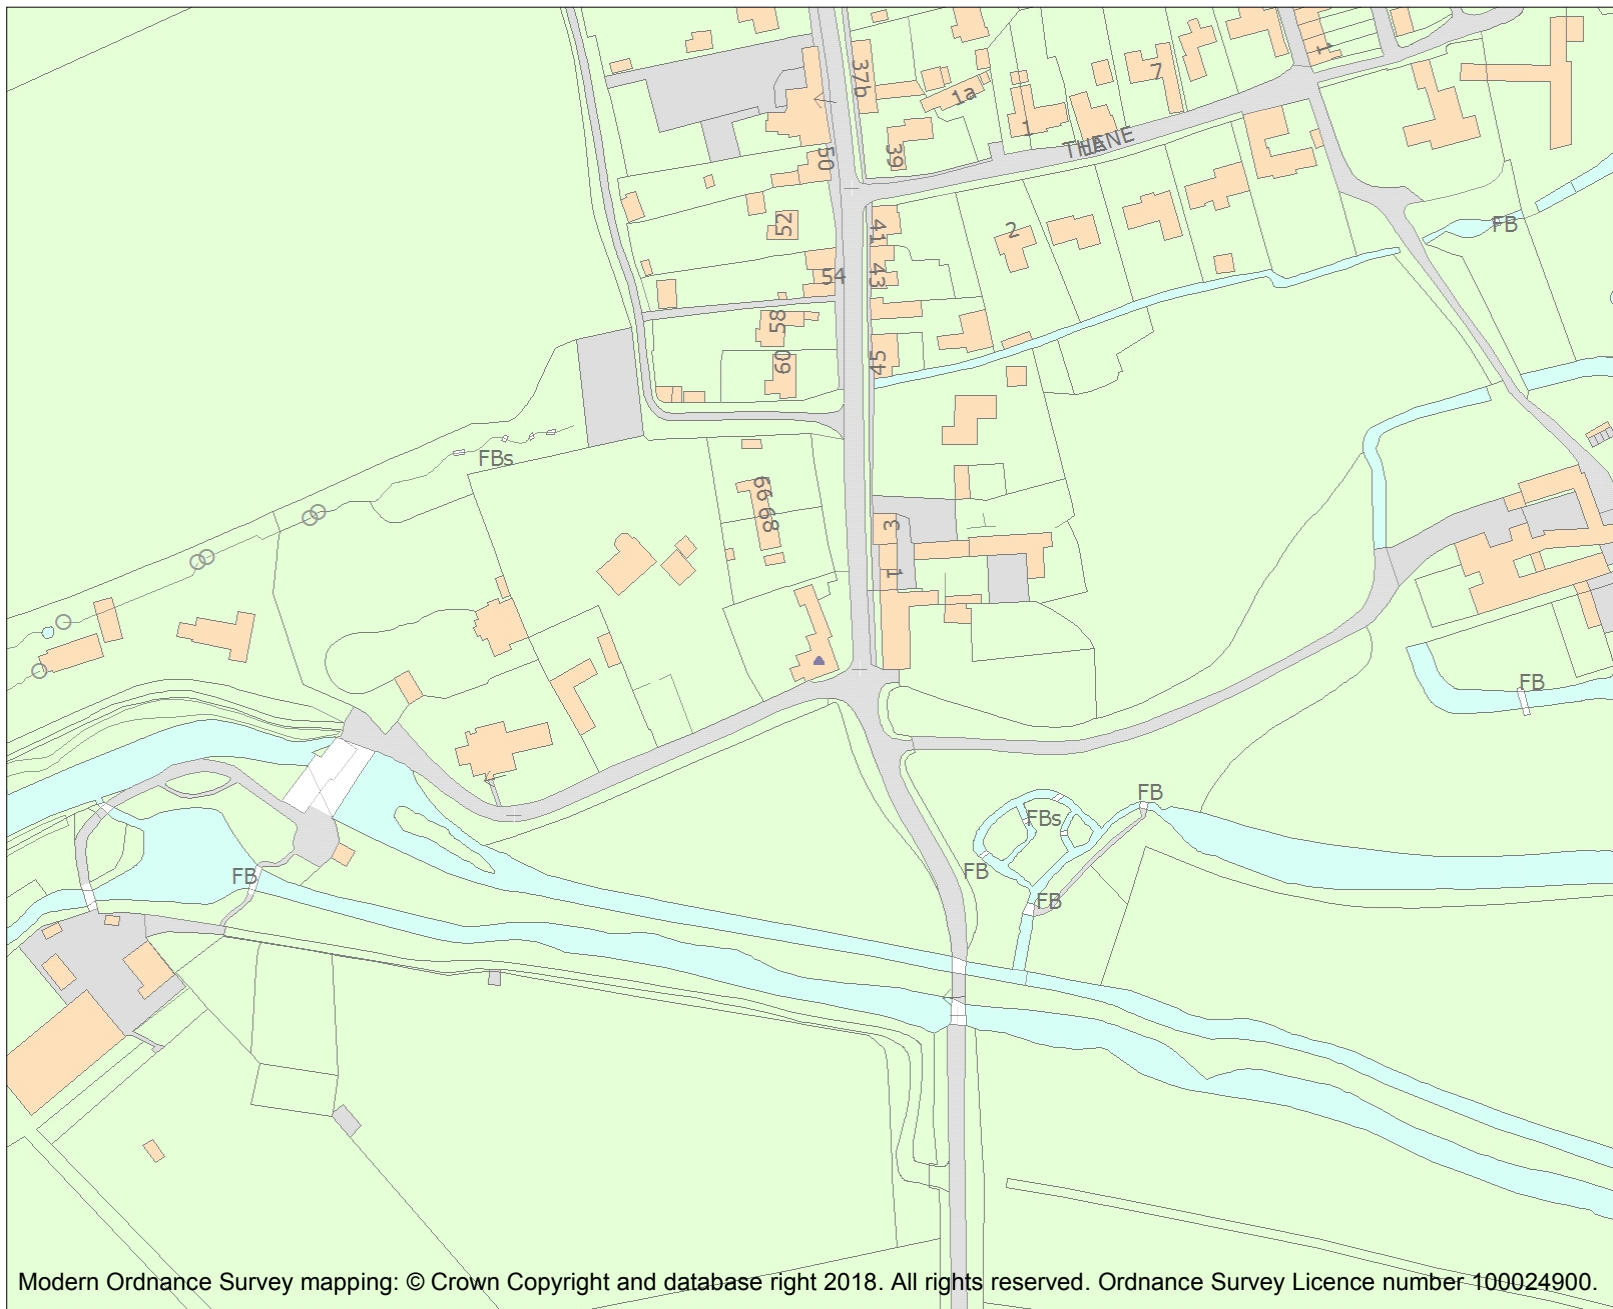 37b
1a
7
1
1
THE LANE
50
39
52
41
2
FB
54
43
58
60
45
FBs
66
68
3
1
FB
FB
FBs
FB
FB
FB
Modern Ordnance Survey mapping: © Crown Copyright and database right 2018. All rights reserved. Ordnance Survey Licence number 100024900.